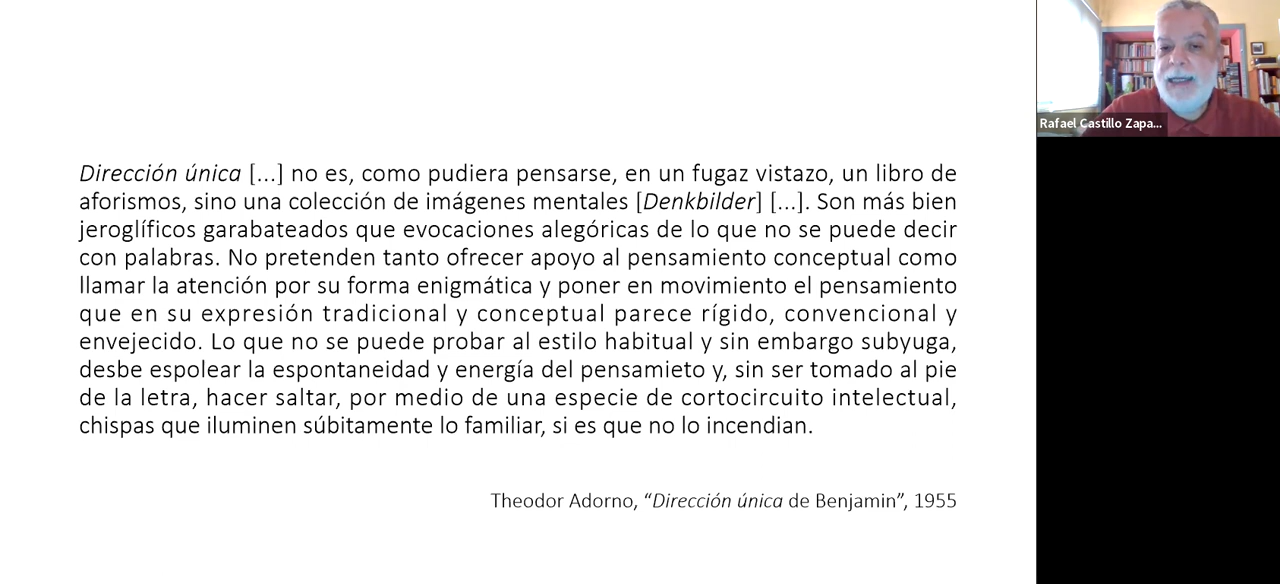 Dirección única [...] no es, como pudiera pensarse, en un fugaz vistazo, un libro de
aforismos, sino una colección de imágenes mentales [Denkbilder] [...]. Son más bien
jeroglíficos garabateados que evocaciones alegóricas de lo que no se puede decir
con palabras. No pretenden tanto ofrecer apoyo al pensamiento conceptual como
llamar la atención por su forma enigmática y poner en movimiento el pensamiento
que en su expresión tradicional y conceptual parece rígido, convencional y
envejecido. Lo que no se puede probar al estilo habitual y sin embargo subyuga,
desbe espolear la espontaneidad y energía del pensamieto y, sin ser tomado al pie
de la letra, hacer saltar, por medio de una especie de cortocircuito intelectual,
chispas que iluminen súbitamente lo familiar, si es que no lo incendian.
Theodor Adorno, “Dirección única de Benjamin”, 1955
Rafael Castillo Zapa...